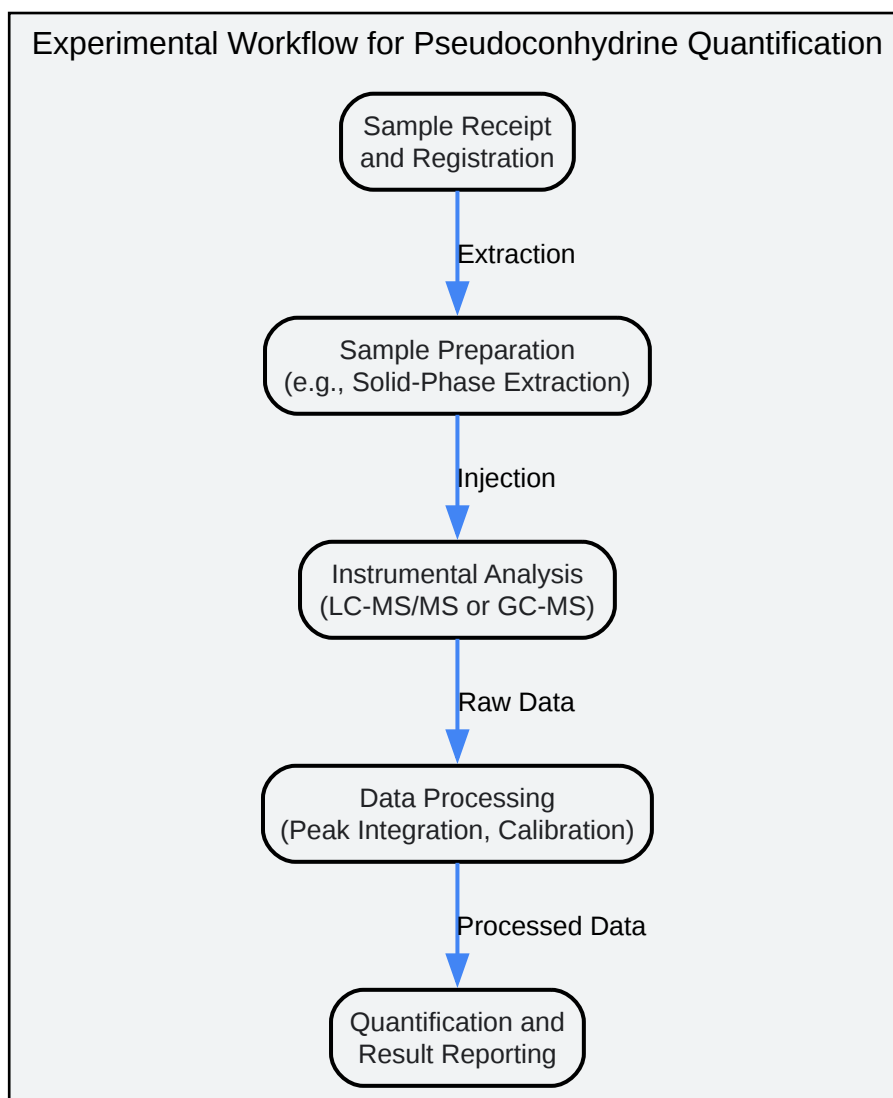 Experimental Workflow for Pseudoconhydrine Quantification
Sample Receipt
and Registration
Extraction
Sample Preparation
(e.g., Solid-Phase Extraction)
Injection
Instrumental Analysis
(LC-MS/MS or GC-MS)
Raw Data
Data Processing
(Peak Integration, Calibration)
Processed Data
Quantification and
Result Reporting